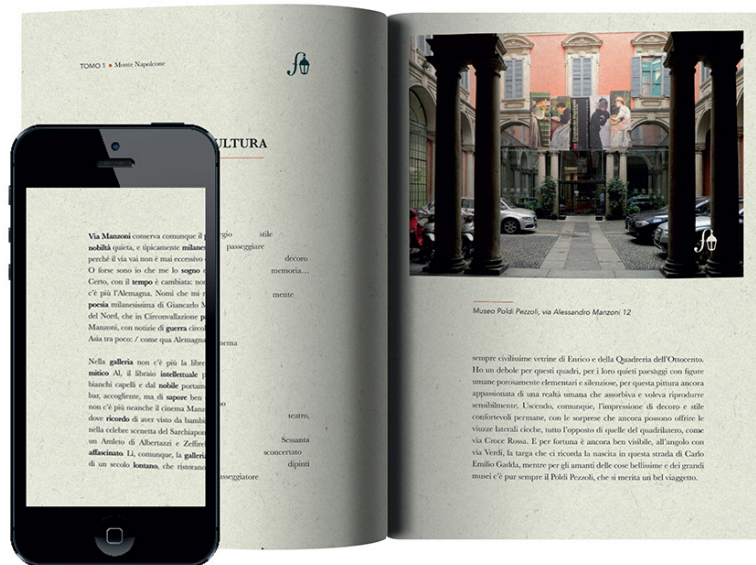 TOMO 1 ■ Monte Napoleone
ULTURA
Via Manzoni conserva comunque il
nobiltà quieta, e tipicamente
perché il via vai non è mai eccessivo
O forse sono io che me lo sogno
Certo, con il tempo è cambiata:
c'è più l'Alemagna. Nomi che mi
poesia milanesissima di Giancarlo
del Nord, che in Circonvallazione
Manzoni, con notizie di guerra
Asia tra poco: / come qua Alemagna
Nella galleria non c'è più la
mitico Al, il libraio intellettuale
bianchi capelli e dal nobile
bar, accogliente, ma di sapore ben
non c'è più neanche il cinema
dove ricordo di aver visto da
nella celebre scenetta del
un Amleto di Albertazzi e
affascinato. Lì, comunque, la
di un secolo lontano, che
stile
passeggiare
decoro
memoria…
mente
teatro,
Sessanta
sconcertato
dipinti
Museo Poldi Pezzoli, via Alessandro Manzoni 12
sempre civilissime vetrine di Enrico e della Quadreria dell'Ottocento.
Ho un debole per questi quadri, per i loro quieti paesaggi con figure
umane porosamente elementari e silenziose, per questa pittura ancora
appassionata di una realtà umana che assorbiva e voleva riprodurre
sensibilmente. Uscendo, comunque, l'impressione di decoro e stile
confortevoli permane, con le sorprese che ancora possono offrire le
viuzze laterali cieche, tutto l'opposto di quelle del quadrilatero, come
via Croce Rossa. E per fortuna è ancora ben visibile, all'angolo con
via Verdi, la targa che ci ricorda la nascita in questa strada di Carlo
Emilio Gadda, mentre per gli amanti delle cose bellissime e dei grandi
musei c'è pur sempre il Poldi Pezzoli, che si merita un bel viaggetto.